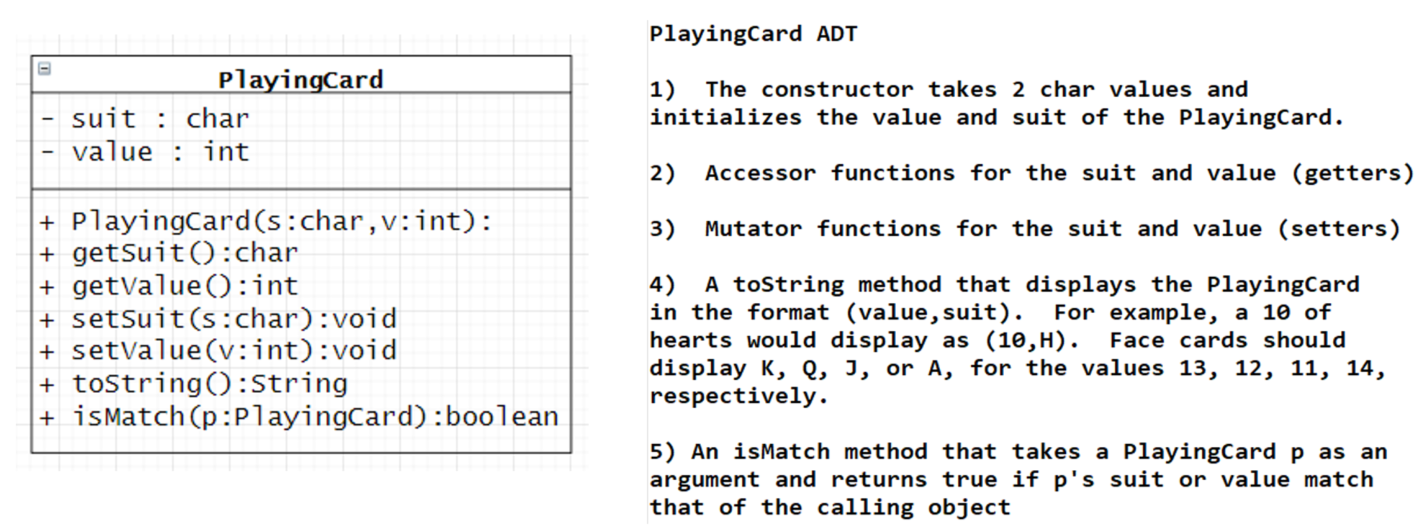 PlayingCard
- suit : char
- value : int
+ PlayingCard(s:char,v:int):
+ getSuit():char
+ getValue():int
+ setSuit(s:char):void
+ setValue(v:int):void
+ toString():String
+ isMatch(p:PlayingCard):boolean
PlayingCard ADT
1) The constructor takes 2 char values and
initializes the value and suit of the PlayingCard.
2) Accessor functions for the suit and value (getters)
3) Mutator functions for the suit and value (setters)
4) A toString method that displays the PlayingCard
in the format (value,suit). For example, a 10 of
hearts would display as (10,H). Face cards should
display K, Q, J, or A, for the values 13, 12, 11, 14,
respectively.
5) An isMatch method that takes a PlayingCard p as an
argument and returns true if p's suit or value match
that of the calling object